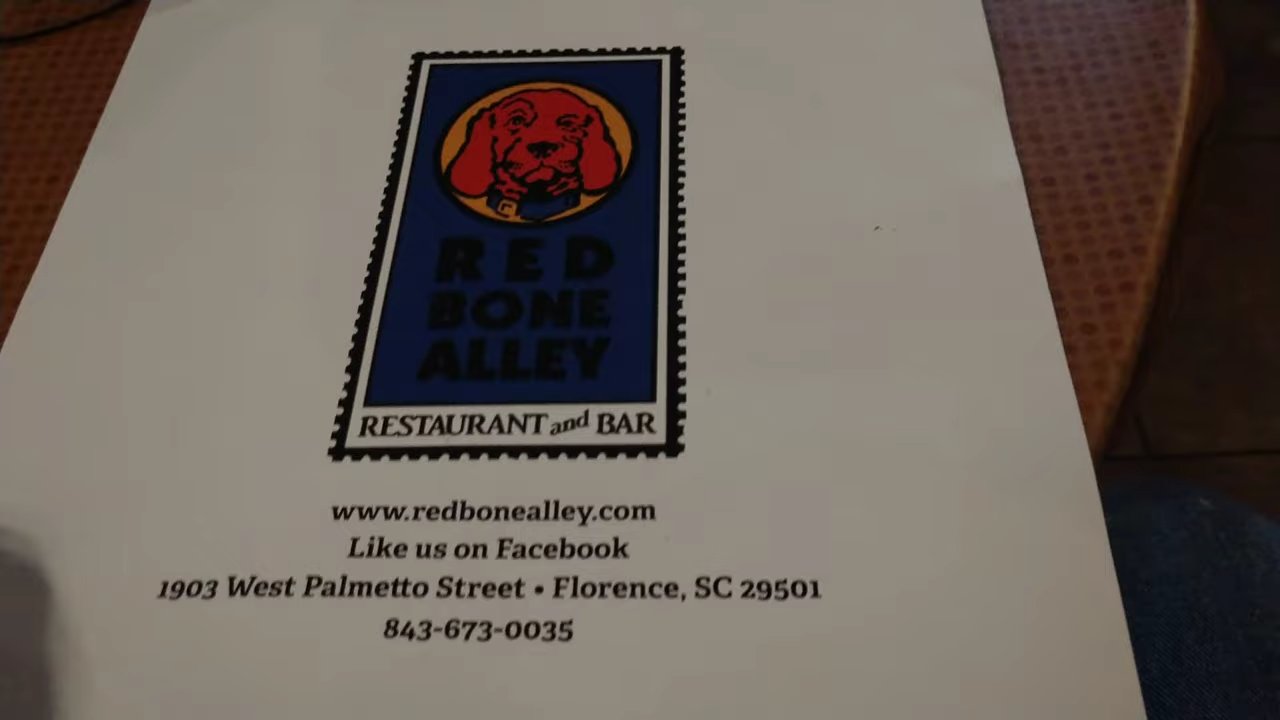 RED
BONE
ALLEY
RESTAURANT and BAR
www.redbonealley.com
Like us on Facebook
1903 West Palmetto Street • Florence, SC 29501
843-673-0035